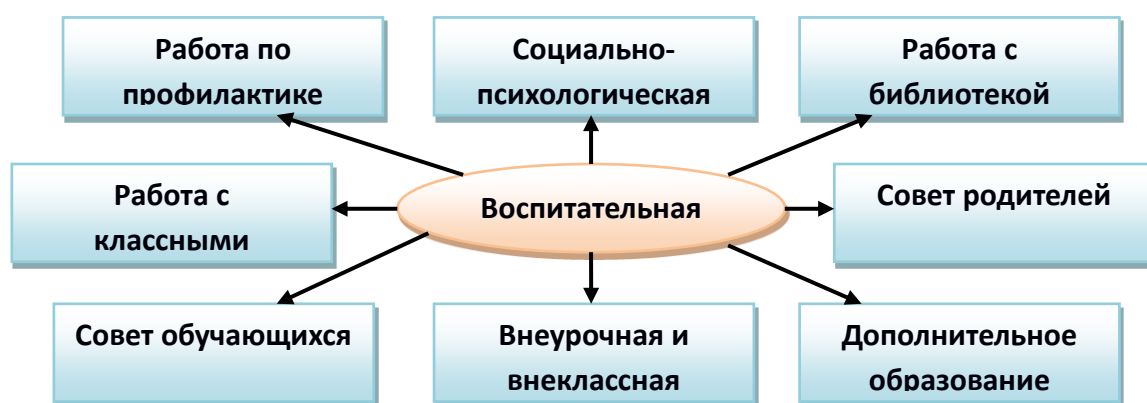 Работа по
профилактике
Социально-
психологическая
Работа с
библиотекой
Работа с
классными
Воспитательная
Совет родителей
Совет обучающихся
Внеурочная и
внеклассная
Дополнительное
образование